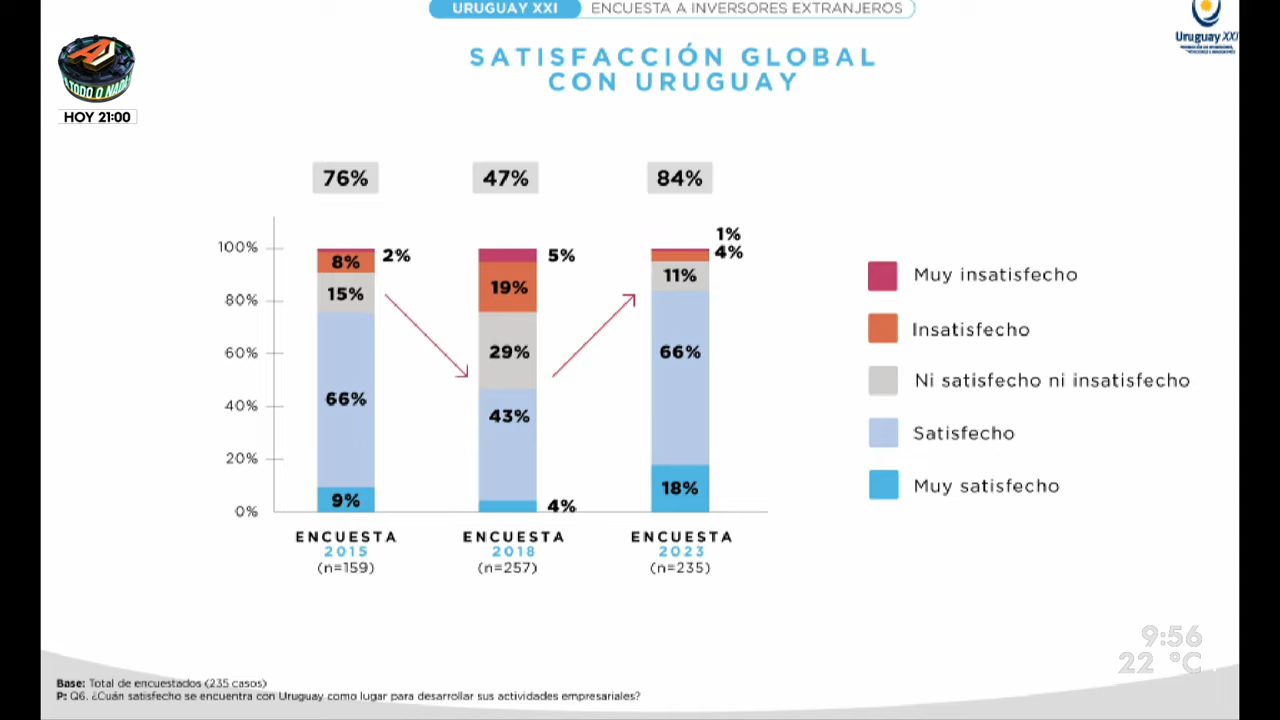 URUGUAY XXI ENCUESTA A INVERSORES EXTRANJEROS
Uruguay XXI
A TODO O NADA
HOY 21:00
SATISFACCIÓN GLOBAL
CON URUGUAY
76% 47% 84%
100% 80% 60% 40% 20% 0%
2% 8% 15% 66% 9%
5% 19% 29% 43% 4%
1% 4% 11% 66% 18%
ENCUESTA ENCUESTA ENCUESTA
2015 2018 2023
(n=159) (n=257) (n=235)
Muy insatisfecho
Insatisfecho
Ni satisfecho ni insatisfecho
Satisfecho
Muy satisfecho
9:56
22 °C
Base: Total de encuestados (235 casos)
P: Q6. ¿Cuán satisfecho se encuentra con Uruguay como lugar para desarrollar sus actividades empresariales?